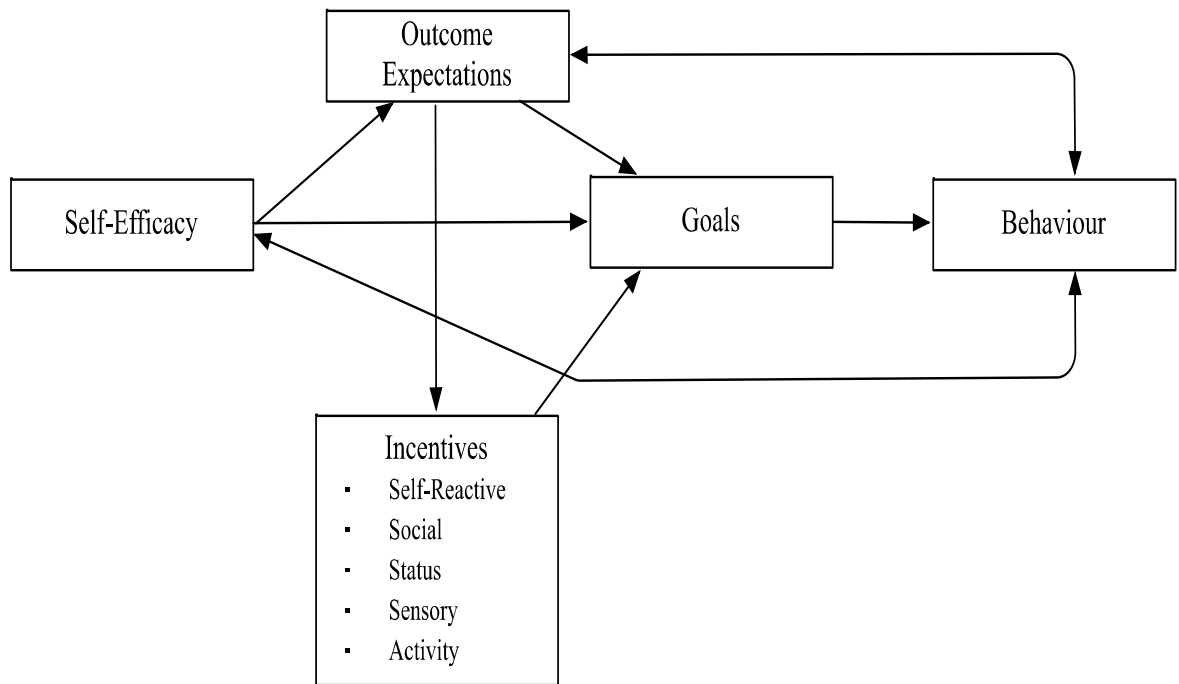 Outcome
Expectations
Self-Efficacy
Goals
Behaviour
Incentives
▪ Self-Reactive
▪ Social
▪ Status
▪ Sensory
▪ Activity